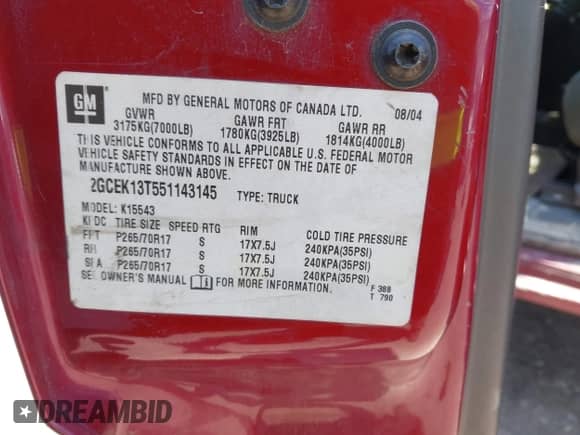 GM
MFD BY GENERAL MOTORS OF CANADA LTD. 08/04
GVWR GAWR FRT GAWR RR
3175KG(7000LB) 1780KG(3925LB) 1814KG(4000LB)
THIS VEHICLE CONFORMS TO ALL APPLICABLE U.S. FEDERAL MOTOR
VEHICLE SAFETY STANDARDS IN EFFECT ON THE DATE OF
MANUFACTURE SHOWN ABOVE.
2GCEK13T551143145 TYPE: TRUCK
MODEL: K15543
TIRE SIZE SPEED RTG RIM COLD TIRE PRESSURE
FRT P265/70R17 S 17X7.5J 240KPA(35PSI)
RR P265/70R17 S 17X7.5J 240KPA(35PSI)
SPA P265/70R17 S 17X7.5J 240KPA(35PSI)
SEE OWNER'S MANUAL FOR MORE INFORMATION.
F 388
T 790
DREAMBID